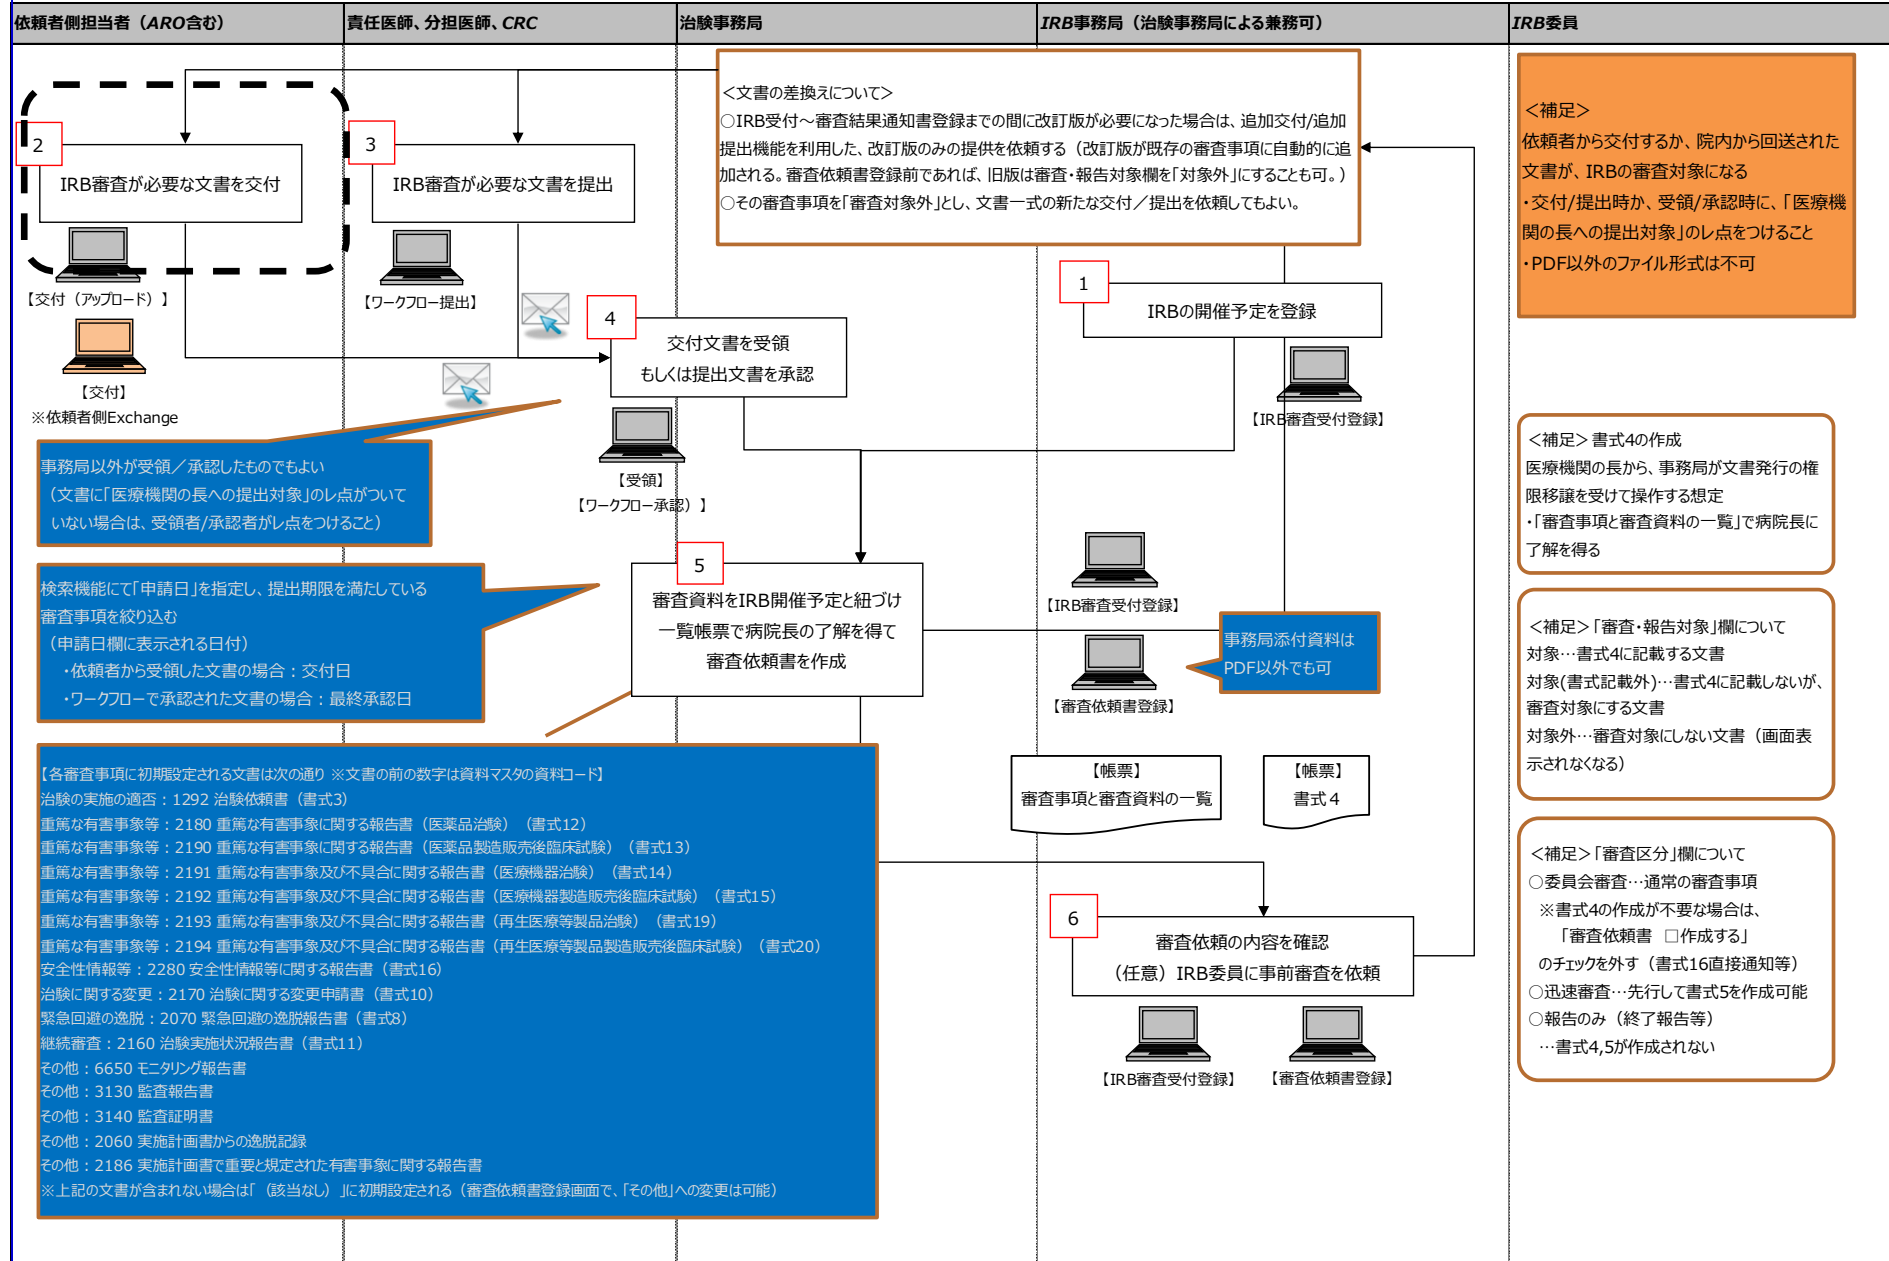 依頼者側担当者（ARO含む）
責任医師、分担医師、CRC
治験事務局
IRB事務局（治験事務局による兼務可）
IRB委員
＜文書の差換えについて＞
○IRB受付～審査結果通知書登録までの間に改訂版が必要になった場合は、追加交付/追加
提出機能を利用した、改訂版のみの提供を依頼する（改訂版が既存の審査事項に自動的に追
加される。審査依頼書登録前であれば、旧版は審査・報告対象欄を「対象外」にすることも可。）
○その審査事項を「審査対象外」とし、文書一式の新たな交付／提出を依頼してもよい。
2
IRB審査が必要な文書を交付
【交付（アップロード）】
【交付】
※依頼者側Exchange
3
IRB審査が必要な文書を提出
【ワークフロー提出】
4
交付文書を受領
もしくは提出文書を承認
【受領】
【ワークフロー承認）】
1
IRBの開催予定を登録
【IRB審査受付登録】
事務局以外が受領／承認したものでもよい
（文書に「医療機関の長への提出対象」のレ点がついて
いない場合は、受領者/承認者がレ点をつけること）
検索機能にて「申請日」を指定し、提出期限を満たしている
審査事項を絞り込む
（申請日欄に表示される日付）
・依頼者から受領した文書の場合：交付日
・ワークフローで承認された文書の場合：最終承認日
5
審査資料をIRB開催予定と紐づけ
一覧帳票で病院長の了解を得て
審査依頼書を作成
【IRB審査受付登録】
【審査依頼書登録】
事務局添付資料は
PDF以外でも可
【各審査事項に初期設定される文書は次の通り ※文書の前の数字は資料マスタの資料コード】
治験の実施の適否：1292 治験依頼書（書式3）
重篤な有害事象等：2180 重篤な有害事象に関する報告書（医薬品治験）（書式12）
重篤な有害事象等：2190 重篤な有害事象に関する報告書（医薬品製造販売後臨床試験）（書式13）
重篤な有害事象等：2191 重篤な有害事象及び不具合に関する報告書（医療機器治験）（書式14）
重篤な有害事象等：2192 重篤な有害事象及び不具合に関する報告書（医療機器製造販売後臨床試験）（書式15）
重篤な有害事象等：2193 重篤な有害事象及び不具合に関する報告書（再生医療等製品治験）（書式19）
重篤な有害事象等：2194 重篤な有害事象及び不具合に関する報告書（再生医療等製品製造販売後臨床試験）（書式20）
安全性情報等：2280 安全性情報等に関する報告書（書式16）
治験に関する変更：2170 治験に関する変更申請書（書式10）
緊急回避の逸脱：2070 緊急回避の逸脱報告書（書式8）
継続審査：2160 治験実施状況報告書（書式11）
その他：6650 モニタリング報告書
その他：3130 監査報告書
その他：3140 監査証明書
その他：2060 実施計画書からの逸脱記録
その他：2186 実施計画書で重要と規定された有害事象に関する報告書
※上記の文書が含まれない場合は「（該当なし）」に初期設定される（審査依頼書登録画面で、「その他」への変更は可能）
【帳票】
審査事項と審査資料の一覧
【帳票】
書式４
6
審査依頼の内容を確認
（任意）IRB委員に事前審査を依頼
【IRB審査受付登録】
【審査依頼書登録】
＜補足＞
依頼者から交付するか、院内から回送された
文書が、IRBの審査対象になる
・交付/提出時か、受領/承認時に、「医療機
関の長への提出対象」のレ点をつけること
・PDF以外のファイル形式は不可
＜補足＞書式4の作成
医療機関の長から、事務局が文書発行の権
限移譲を受けて操作する想定
・「審査事項と審査資料の一覧」で病院長に
了解を得る
＜補足＞「審査・報告対象」欄について
対象…書式4に記載する文書
対象(書式記載外)…書式4に記載しないが、
審査対象にする文書
対象外…審査対象にしない文書（画面表
示されなくなる）
＜補足＞「審査区分」欄について
○委員会審査…通常の審査事項
※書式4の作成が不要な場合は、
「審査依頼書 □作成する」
のチェックを外す（書式16直接通知等）
○迅速審査…先行して書式5を作成可能
○報告のみ（終了報告等）
…書式4,5が作成されない